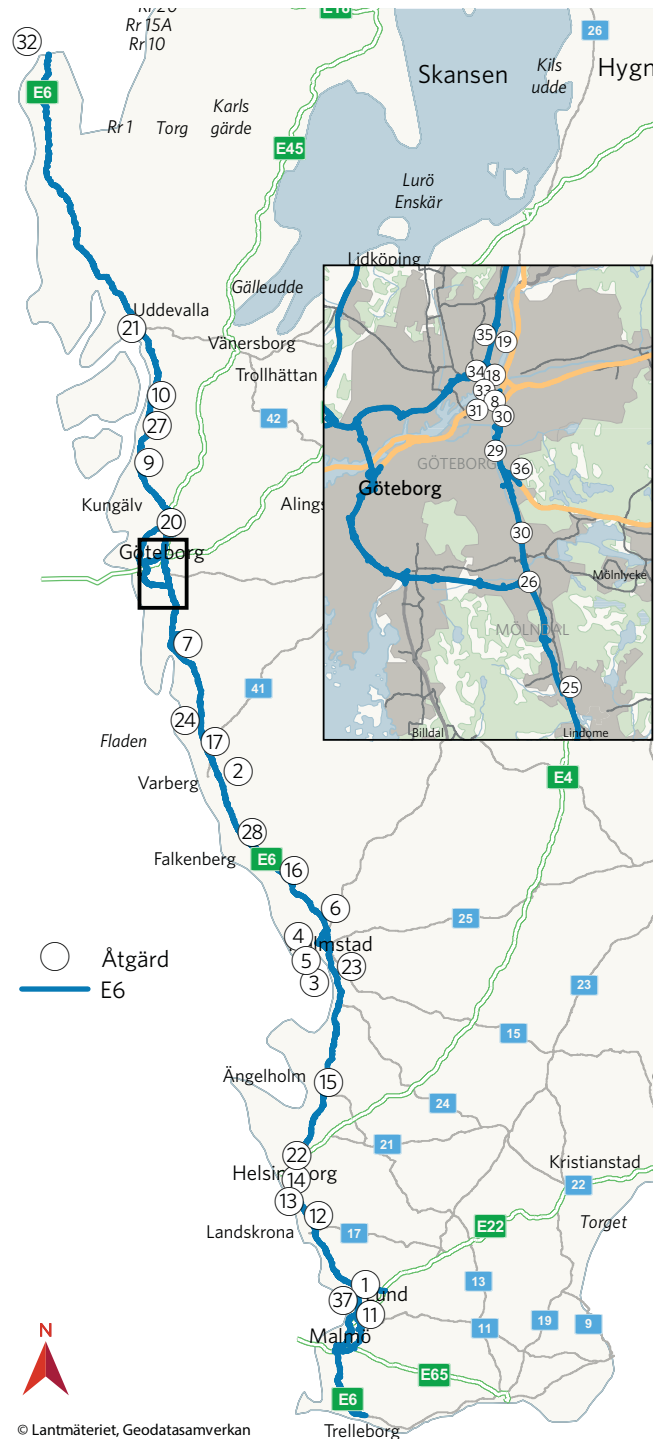 Rr 15A
Rr 10
32
E18
26
Skansen
Kils
udde
Hygn
E6
Karls
gärde
Rr 1
Torg
E45
Lurö
Enskär
Lidköping
Gälleudde
Uddevalla
21
Vänersborg
Trollhättan
10
42
27
9
Kungälv
Alings
20
Göteborg
35
19
34
18
33
8
31
30
29
GÖTEBORG
36
Göteborg
30
26
Mölnlycke
MÖLNDAL
25
Billdal
Lindome
7
41
24
Fladen
17
2
Varberg
E4
28
Falkenberg
E6
16
6
25
4
lmstad
5
23
3
Åtgärd
E6
23
15
Ängelholm
15
24
21
22
Helsingborg
Kristianstad
14
22
13
12
Torget
Landskrona
17
E22
1
13
Lund
37
11
19
9
11
Malmö
E65
N
E6
© Lantmäteriet, Geodatasamverkan
Trelleborg